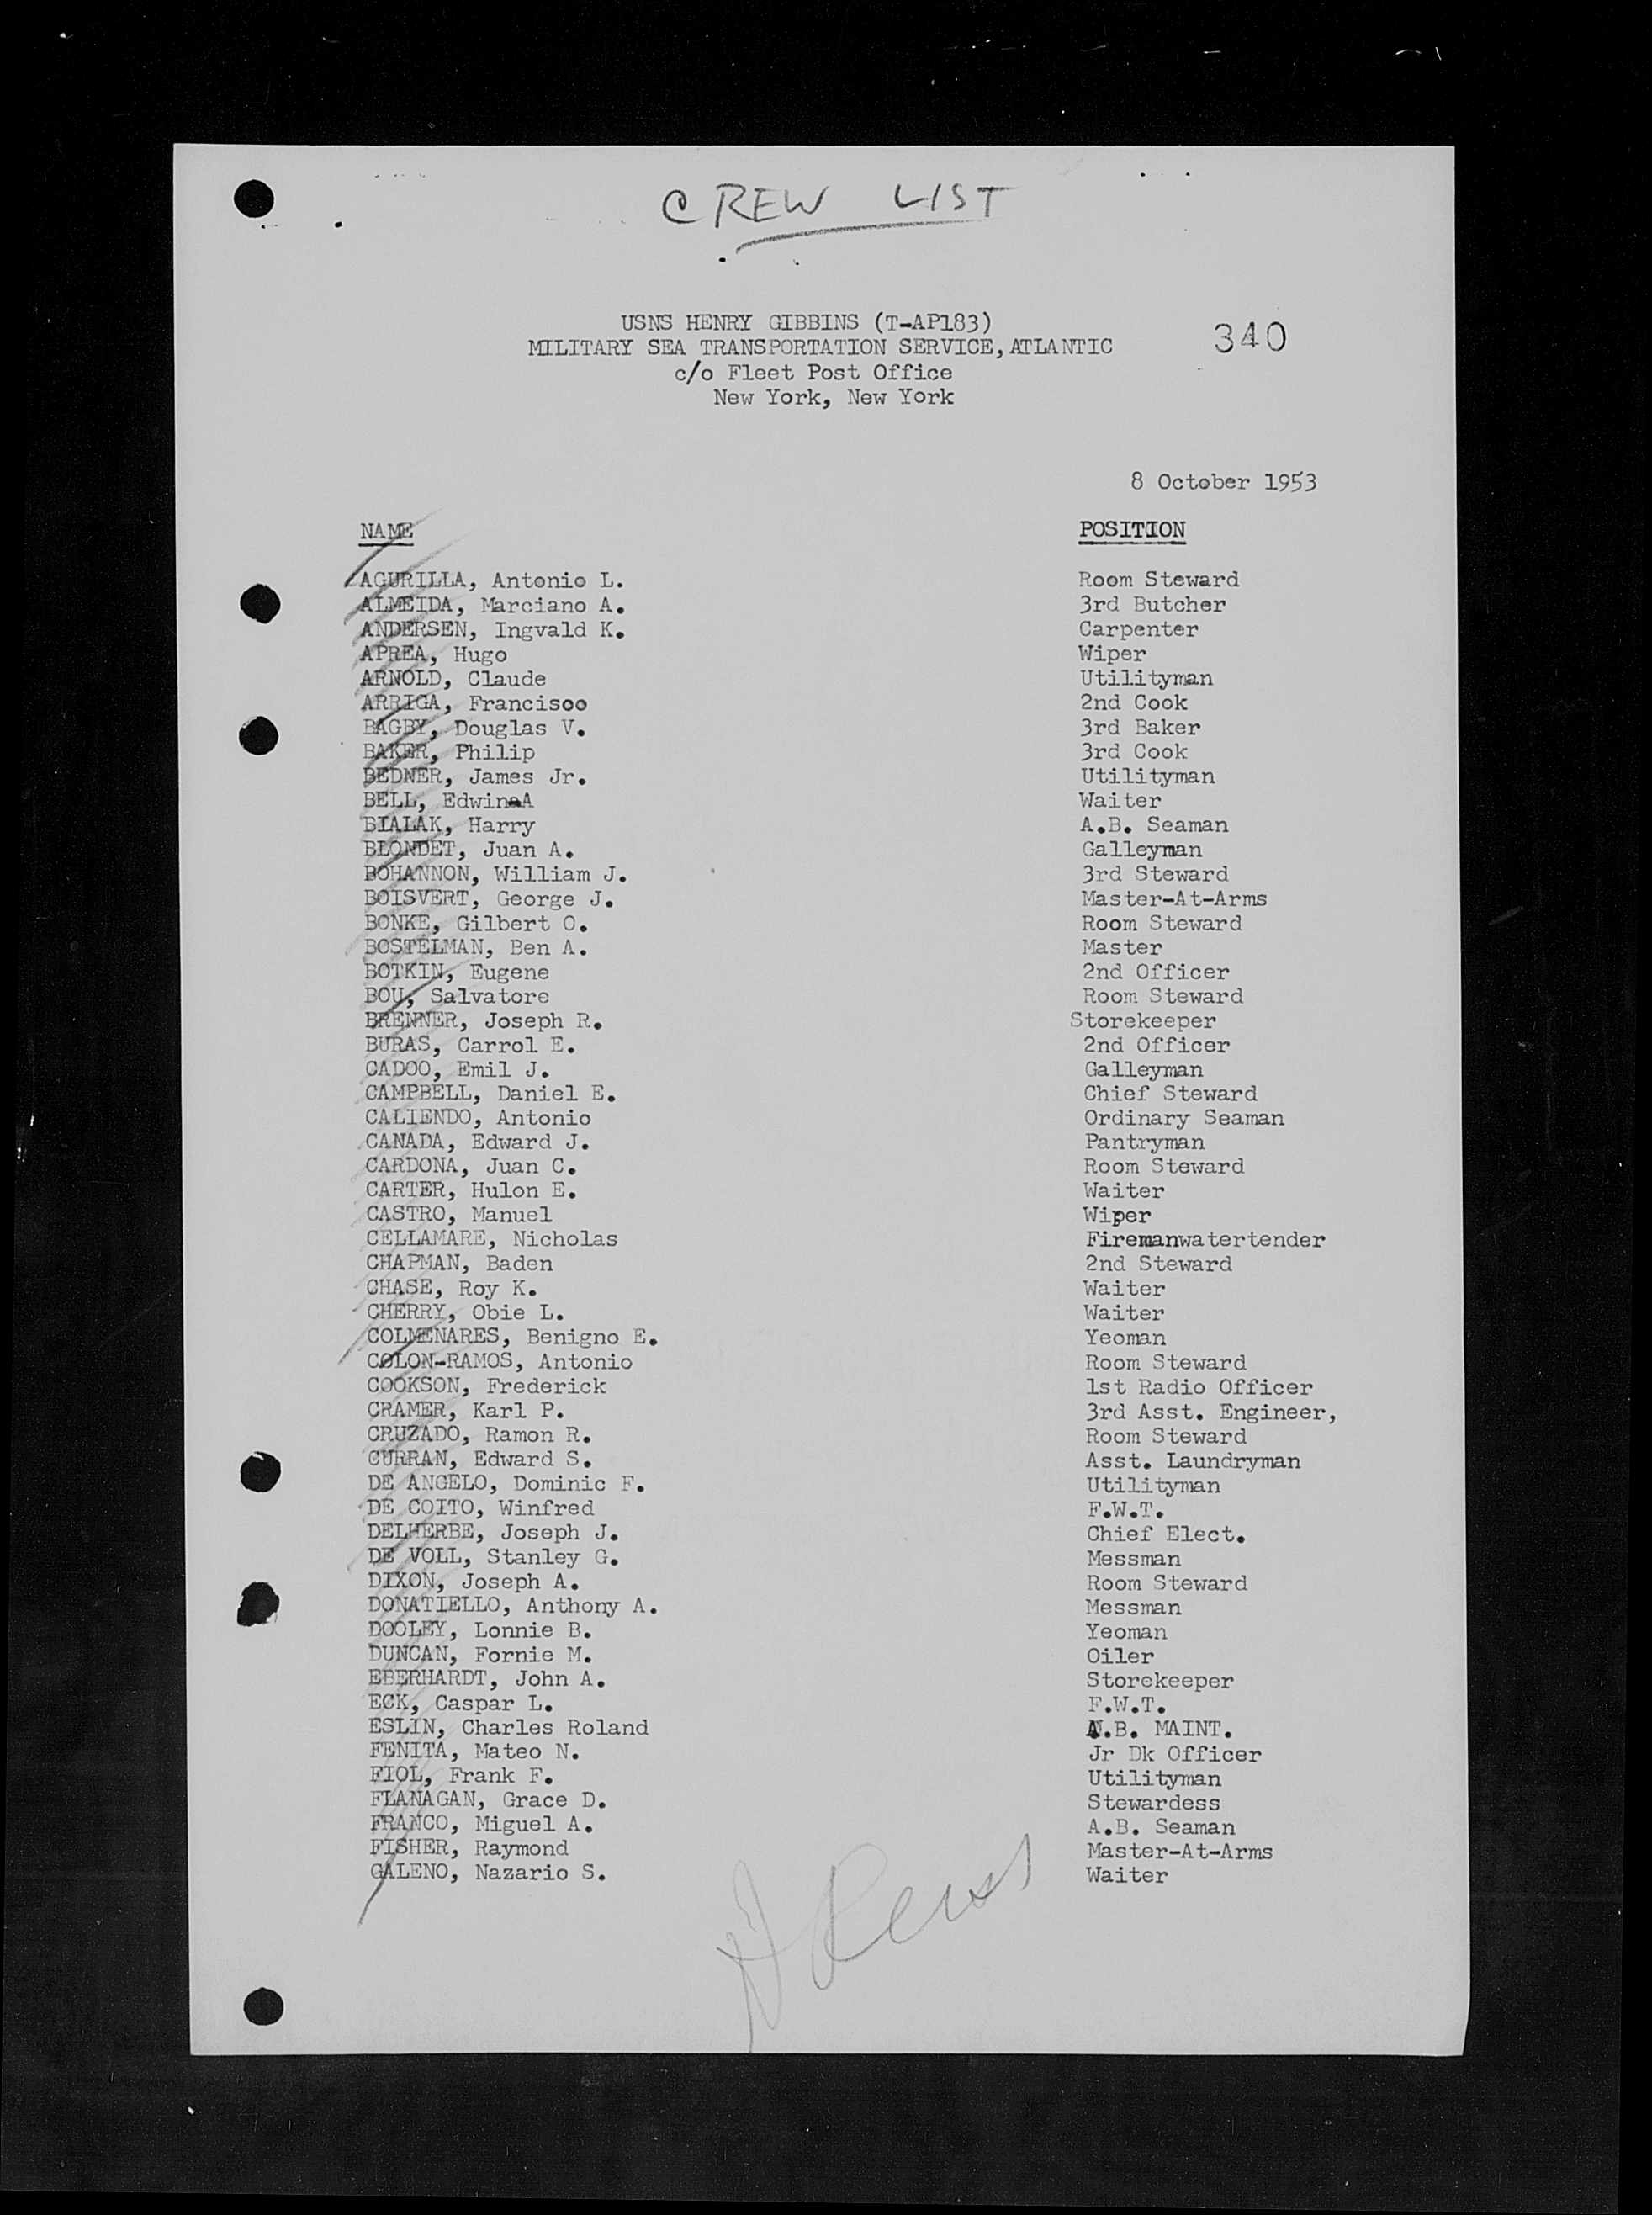 CREW LIST
USNS HENRY GIBBINS (T-AP183)
MILITARY SEA TRANSPORTATION SERVICE, ATLANTIC 340
c/o Fleet Post Office
New York, New York
8 October 1953
NAME POSITION
AGURILLA, Antonio L. Room Steward
ALMEIDA, Marciano A. 3rd Butcher
ANDERSEN, Ingvald K. Carpenter
APREA, Hugo Wiper
ARNOLD, Claude Utilityman
ARRIGA, Francisoo 2nd Cook
BAGBY, Douglas V. 3rd Baker
BAKER, Philip 3rd Cook
BEDNER, James Jr. Utilityman
BELL, EdwinaA Waiter
BIALAK, Harry A.B. Seaman
BLONDET, Juan A. Galleyman
BOHANNON, William J. 3rd Steward
BOISVERT, George J. Master-At-Arms
BONKE, Gilbert O. Room Steward
BOSTELMAN, Ben A. Master
BOTKIN, Eugene 2nd Officer
BOU, Salvatore Room Steward
BRENNER, Joseph R. Storekeeper
BURAS, Carrol E. 2nd Officer
CADOO, Emil J. Galleyman
CAMPBELL, Daniel E. Chief Steward
CALIENDO, Antonio Ordinary Seaman
CANADA, Edward J. Pantryman
CARDONA, Juan C. Room Steward
CARTER, Hulon E. Waiter
CASTRO, Manuel Wiper
CELLAMARE, Nicholas Firemanwatertender
CHAPMAN, Baden 2nd Steward
CHASE, Roy K. Waiter
CHERRY, Obie L. Waiter
COLMENARES, Benigno E. Yeoman
COLON-RAMOS, Antonio Room Steward
COOKSON, Frederick 1st Radio Officer
CRAMER, Karl P. 3rd Asst. Engineer,
CRUZADO, Ramon R. Room Steward
CURRAN, Edward S. Asst. Laundryman
DE ANGELO, Dominic F. Utilityman
DE COITO, Winfred F.W.T.
DELHERBE, Joseph J. Chief Elect.
DE VOLL, Stanley G. Messman
DIXON, Joseph A. Room Steward
DONATIELLO, Anthony A. Messman
DOOLEY, Lonnie B. Yeoman
DUNCAN, Fornie M. Oiler
EBERHARDT, John A. Storekeeper
ECK, Caspar L. F.W.T.
ESLIN, Charles Roland A.B. MAINT.
FENITA, Mateo N. Jr Dk Officer
FIOL, Frank F. Utilityman
FLANAGAN, Grace D. Stewardess
FRANCO, Miguel A. A.B. Seaman
FISHER, Raymond Master-At-Arms
GALENO, Nazario S. Waiter